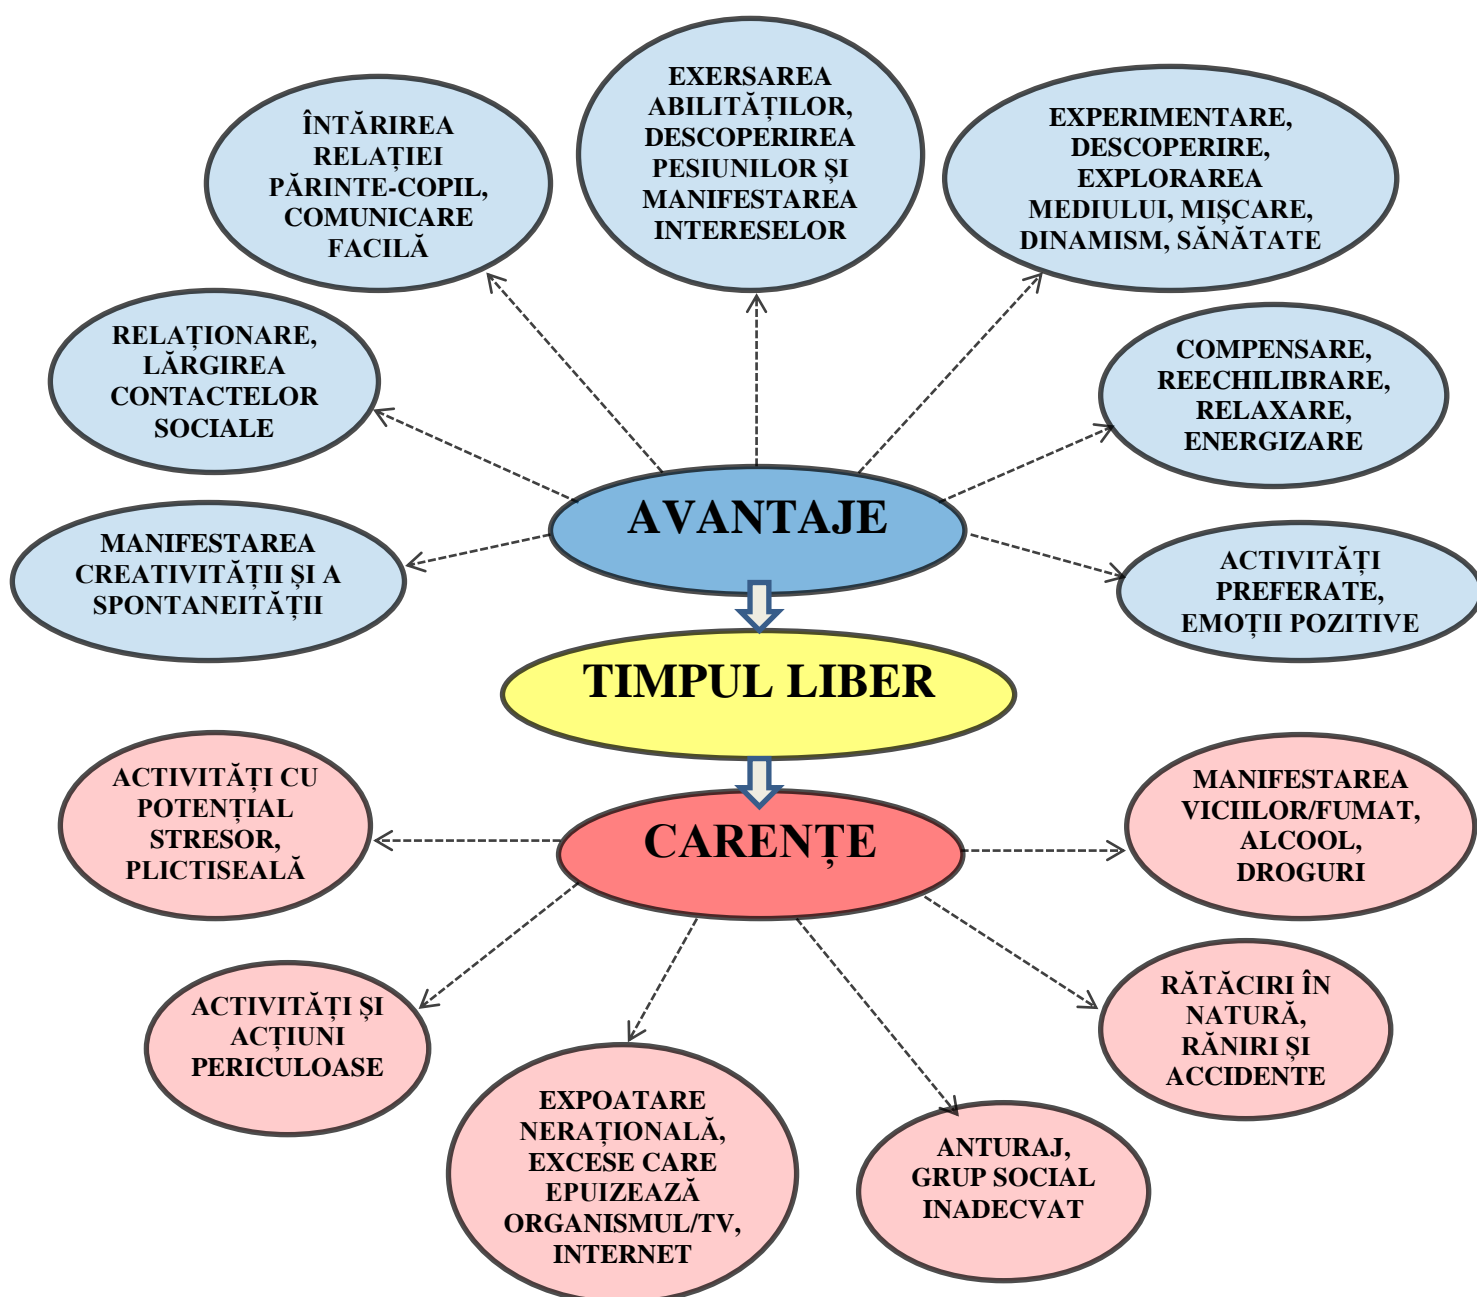 ÎNTĂRIREA
RELAȚIEI
PĂRINTE-COPIL,
COMUNICARE
FACILĂ
EXERSAREA
ABILITĂȚILOR,
DESCOPERIREA
PESIUNILOR ȘI
MANIFESTAREA
INTERESELOR
EXPERIMENTARE,
DESCOPERIRE,
EXPLORAREA
MEDIULUI, MIȘCARE,
DINAMISM, SĂNĂTATE
RELAȚIONARE,
LĂRGIREA
CONTACTELOR
SOCIALE
COMPENSARE,
REECHILIBRARE,
RELAXARE,
ENERGIZARE
AVANTAJE
MANIFESTAREA
CREATIVITĂȚII ȘI A
SPONTANEITĂȚII
ACTIVITĂȚI
PREFERATE,
EMOȚII POZITIVE
TIMPUL LIBER
ACTIVITĂȚI CU
POTENȚIAL
STRESOR,
PLICTISEALĂ
CARENȚE
MANIFESTAREA
VICIILOR/FUMAT,
ALCOOL,
DROGURI
ACTIVITĂȚI ȘI
ACȚIUNI
PERICULOASE
RĂTĂCIRI ÎN
NATURĂ,
RĂNIRI ȘI
ACCIDENTE
EXPOATARE
NERAȚIONALĂ,
EXCESE CARE
EPUIZEAZĂ
ORGANISMUL/TV,
INTERNET
ANTURAJ,
GRUP SOCIAL
INADECVAT